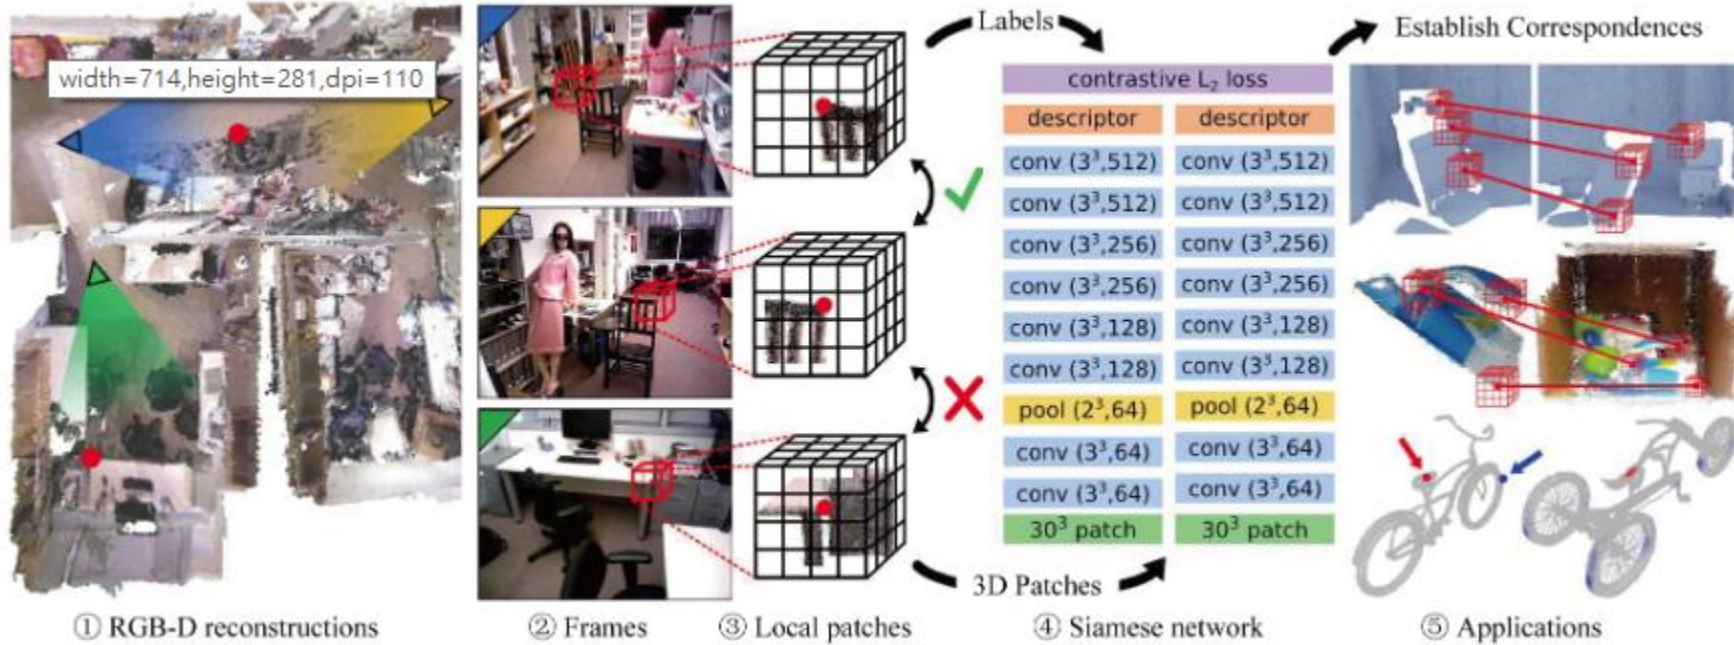 Labels
Establish Correspondences
width=714,height=281,dpi=110
contrastive L₂ loss
descriptor descriptor
conv (3³,512) conv (3³,512)
conv (3³,512) conv (3³,512)
conv (3³,256) conv (3³,256)
conv (3³,256) conv (3³,256)
conv (3³,128) conv (3³,128)
conv (3³,128) conv (3³,128)
pool (2³,64) pool (2³,64)
conv (3³,64) conv (3³,64)
conv (3³,64) conv (3³,64)
30³ patch 30³ patch
3D Patches
① RGB-D reconstructions
② Frames
③ Local patches
④ Siamese network
⑤ Applications